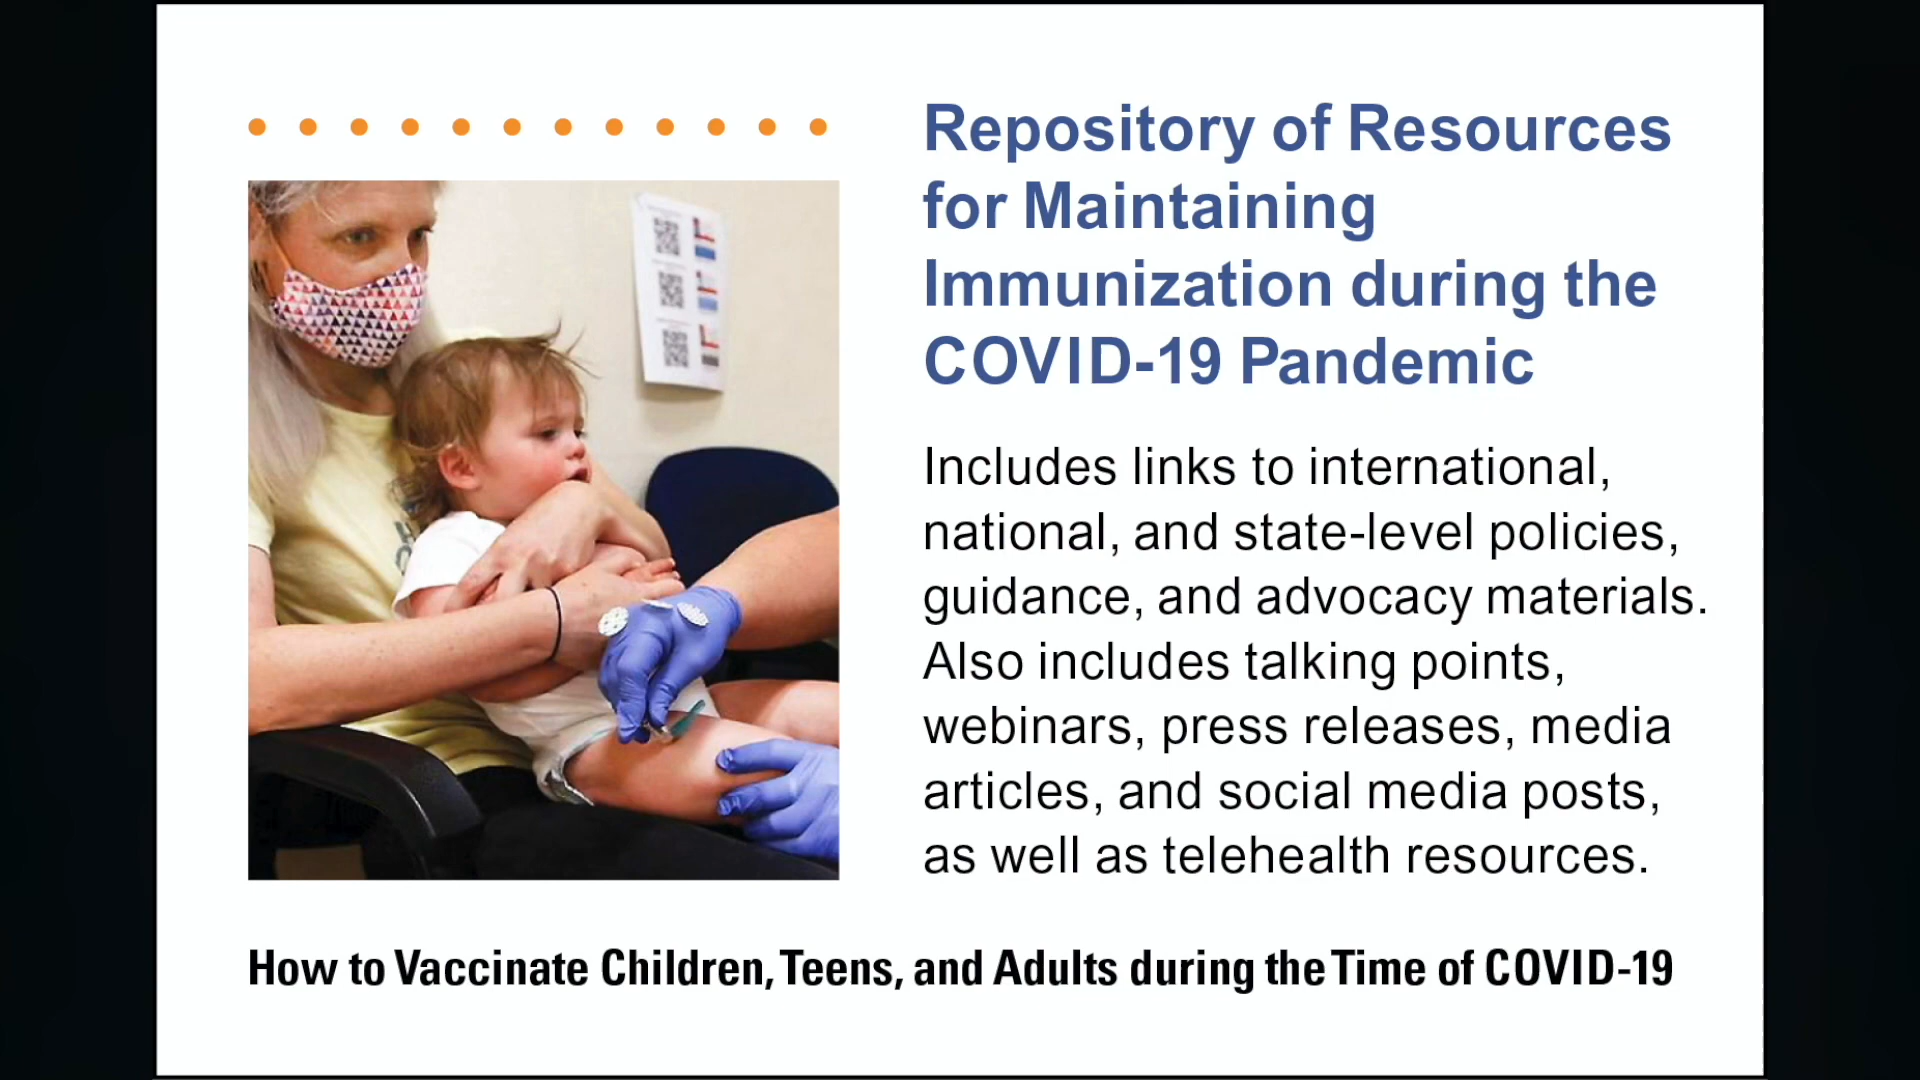 Repository of Resources
for Maintaining
Immunization during the
COVID-19 Pandemic
Includes links to international,
national, and state-level policies,
guidance, and advocacy materials.
Also includes talking points,
webinars, press releases, media
articles, and social media posts,
as well as telehealth resources.
How to Vaccinate Children, Teens, and Adults during the Time of COVID-19